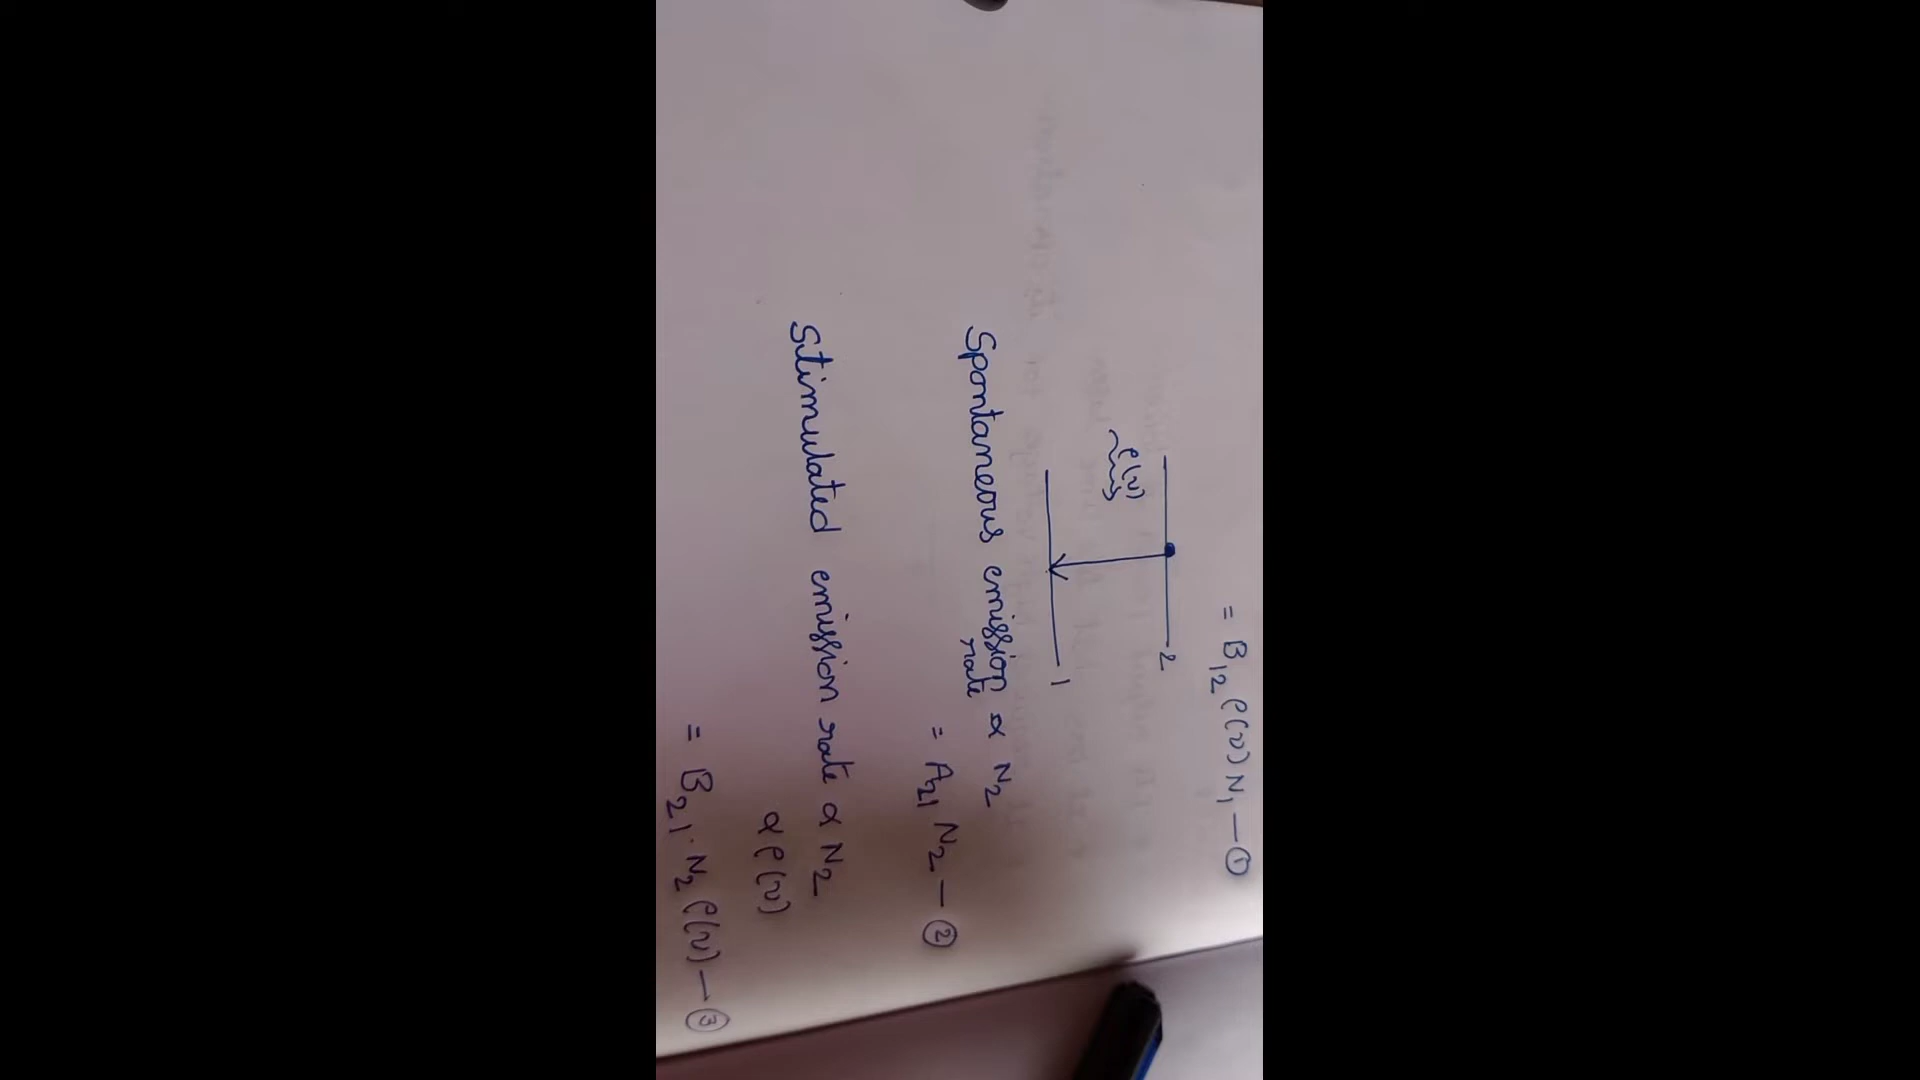 = B₁₂ ρ(ν) N₁ — ①
2
ρ(ν)
1
Spontaneous emission rate ∝ N₂
= A₂₁ N₂ — ②
Stimulated emission rate ∝ N₂
∝ ρ(ν)
= B₂₁ . N₂ ρ(ν) — ③